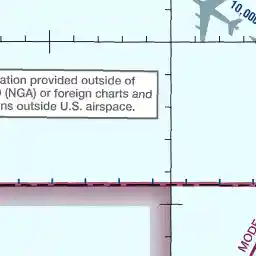 10,00
ation provided outside of
(NGA) or foreign charts and
ns outside U.S. airspace.
MODE